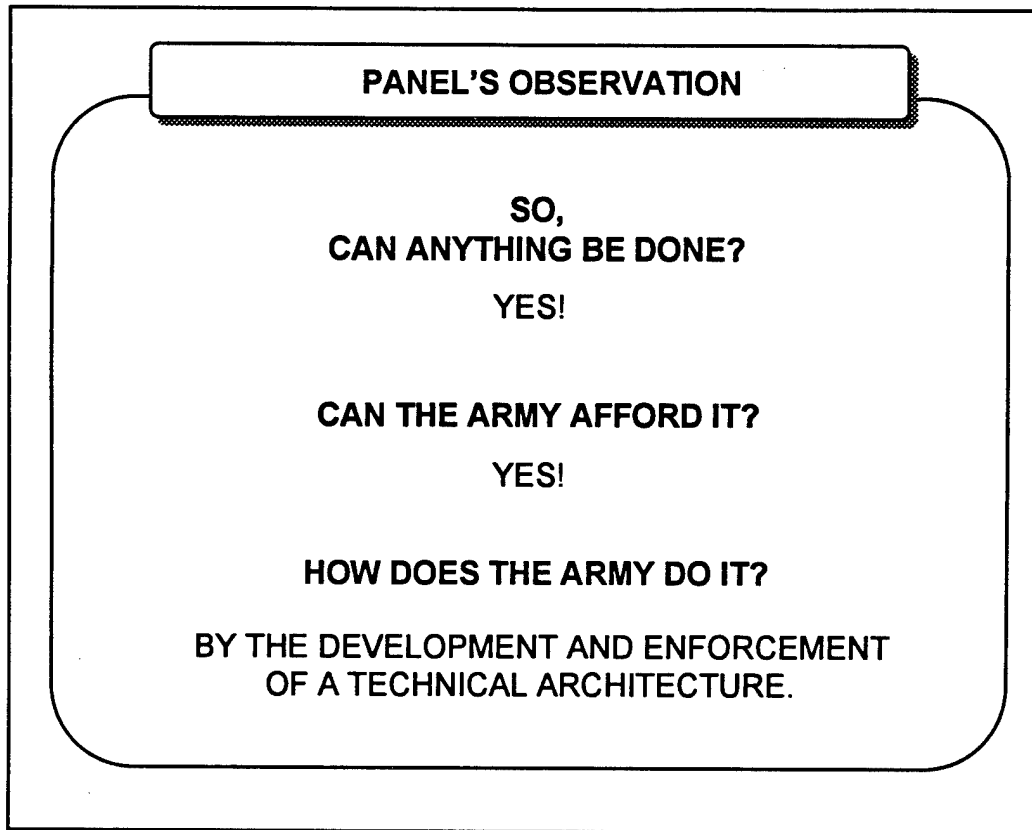 PANEL'S OBSERVATION
SO,
CAN ANYTHING BE DONE?
YES!
CAN THE ARMY AFFORD IT?
YES!
HOW DOES THE ARMY DO IT?
BY THE DEVELOPMENT AND ENFORCEMENT
OF A TECHNICAL ARCHITECTURE.